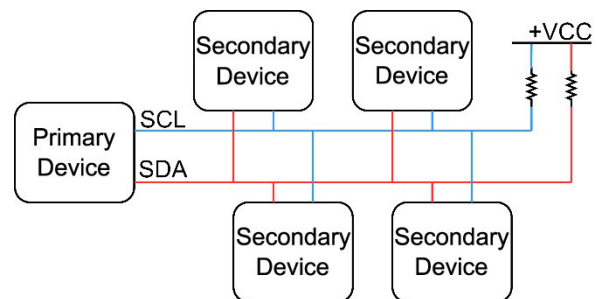 Secondary
Device
Secondary
Device
+VCC
Primary
Device
SCL
SDA
Secondary
Device
Secondary
Device